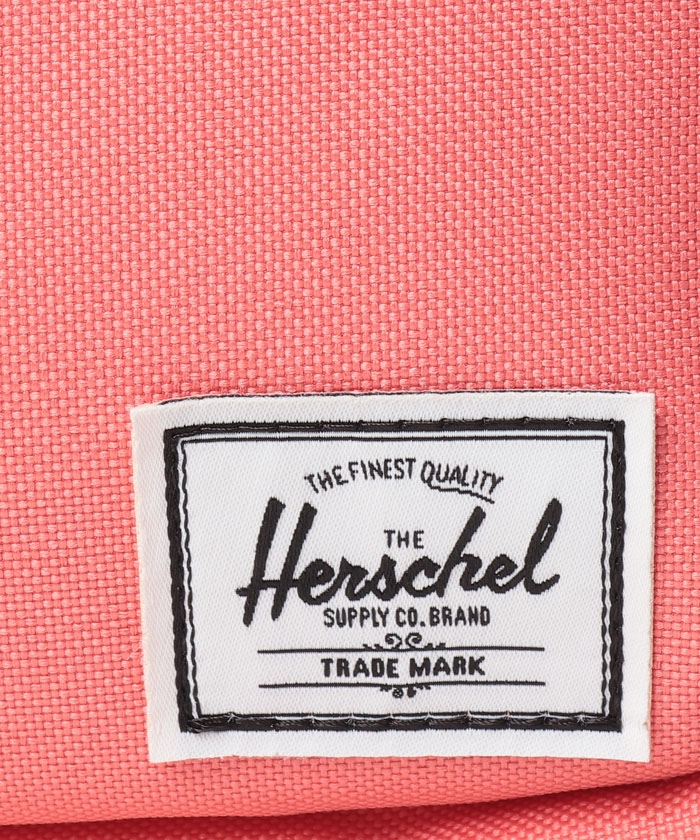 THE FINEST QUALITY
THE
Herschel
SUPPLY CO. BRAND
TRADE MARK